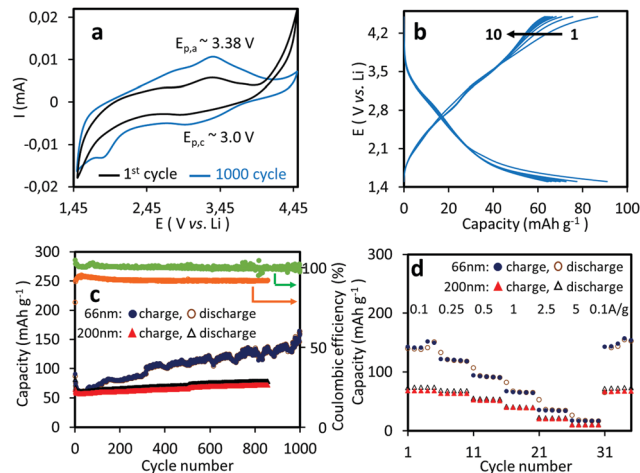 0,02
0,01
0
-0,01
-0,02
I (mA)
a
Ep,a ~ 3.38 V
Ep,c ~ 3.0 V
1st cycle
1000 cycle
1,45
2,45
3,45
4,45
E ( V vs. Li )
4,2
3,5
2,8
2,1
1,4
E (V vs. Li )
b
10
1
0
20
40
60
80
100
Capacity (mAh g-1)
300
250
200
150
100
50
0
Capacity (mAh g-1)
c
66nm: charge, discharge
200nm: charge, discharge
100
50
0
Coulombic efficiency (%)
0
200
400
600
800
1000
Cycle number
300
200
100
0
Capacity (mAh g-1)
d
66nm: charge, discharge
200nm: charge, discharge
0.1 0.25 0.5 1 2.5 5 0.1A/g
1
11
21
31
Cycle number